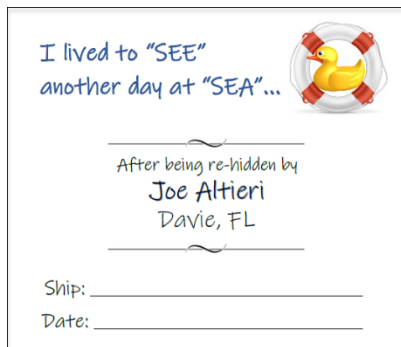 I lived to “SEE”
another day at “SEA”...
After being re-hidden by
Joe Altieri
Davie, FL
Ship:
Date: